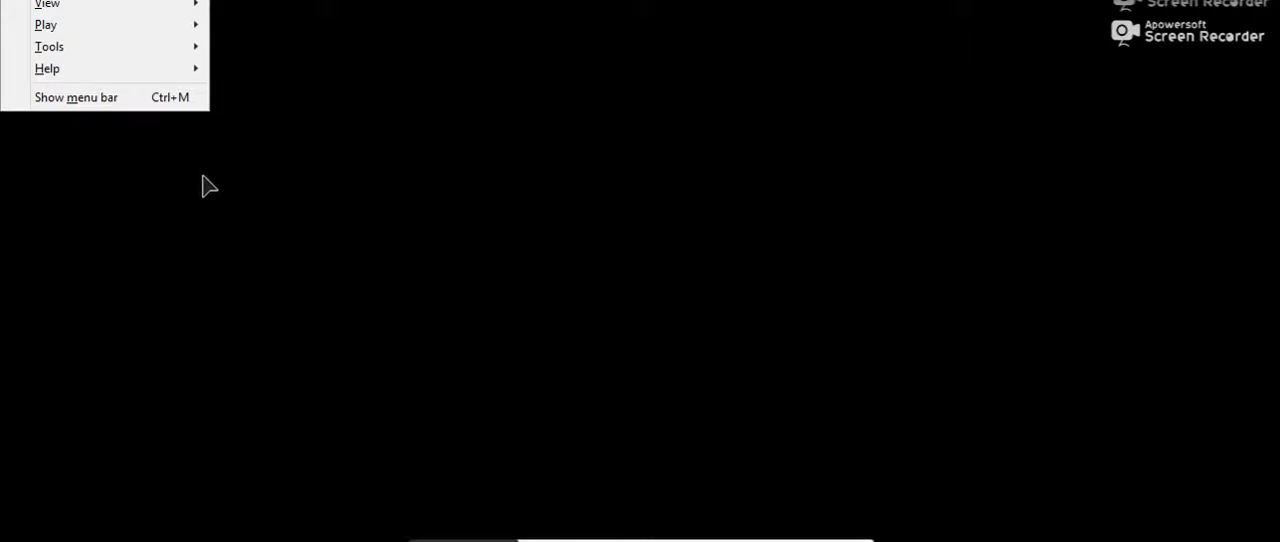 View
Play
Tools
Help
Show menu bar Ctrl+M
Screen Recorder
Apowersoft
Screen Recorder